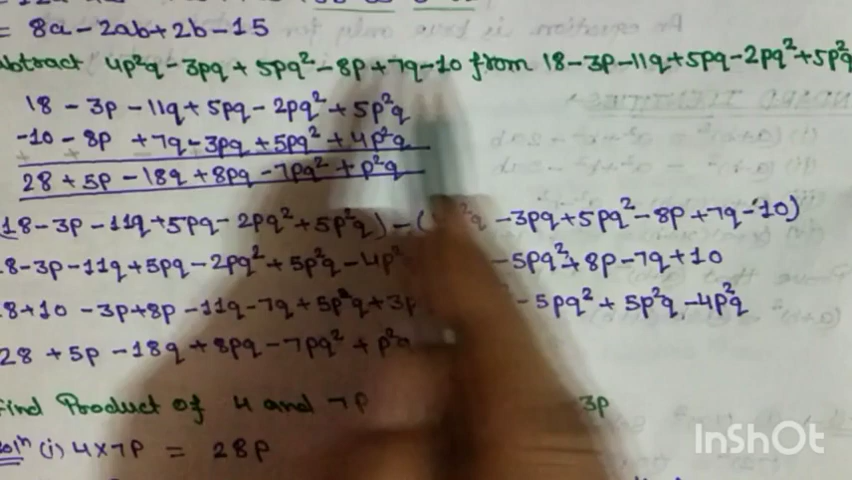 = 8a - 2ab + 2b - 15
btract 4p²q - 3pq + 5pq² - 8p + 7q - 10 from 18 - 3p - 11q + 5pq - 2pq² + 5p²q
18 - 3p - 11q + 5pq - 2pq² + 5p²q
-10 - 8p + 7q - 3pq + 5pq² + 4p²q
28 + 5p - 18q + 8pq - 7pq² + p²q
(18 - 3p - 11q + 5pq - 2pq² + 5p²q) - ( q - 3pq + 5pq² - 8p + 7q - 10)
8 - 3p - 11q + 5pq - 2pq² + 5p²q - 4p² - 5pq² + 8p - 7q + 10
8 + 10 - 3p + 8p - 11q - 7q + 5pq + 3p - 5pq² + 5p²q - 4p²q
28 + 5p - 18q + 8pq - 7pq² + p²q
Find Product of 4 and 7p 3p
Solⁿ (i) 4 × 7P = 28P
InShOt